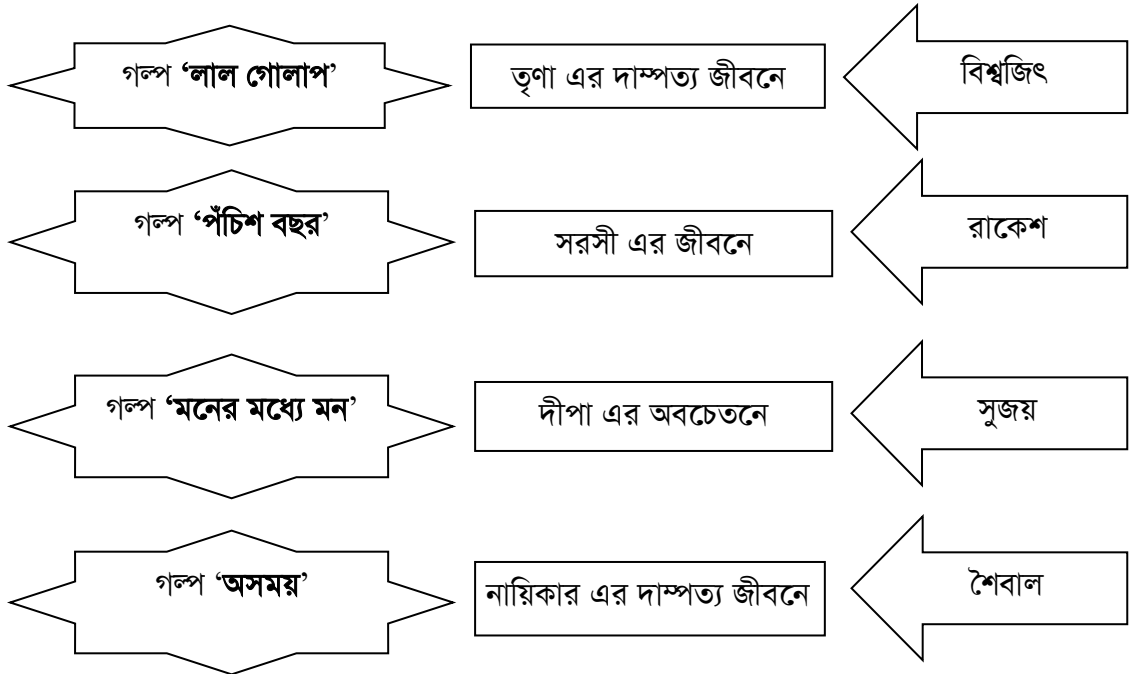 গল্প ‘লাল গোলাপ’ তৃণা এর দাম্পত্য জীবনে বিশ্বজিৎ
গল্প ‘পঁচিশ বছর’ সরসী এর জীবনে রাকেশ
গল্প ‘মনের মধ্যে মন’ দীপা এর অবচেতনে সুজয়
গল্প ‘অসময়’ নায়িকার এর দাম্পত্য জীবনে শৈবাল